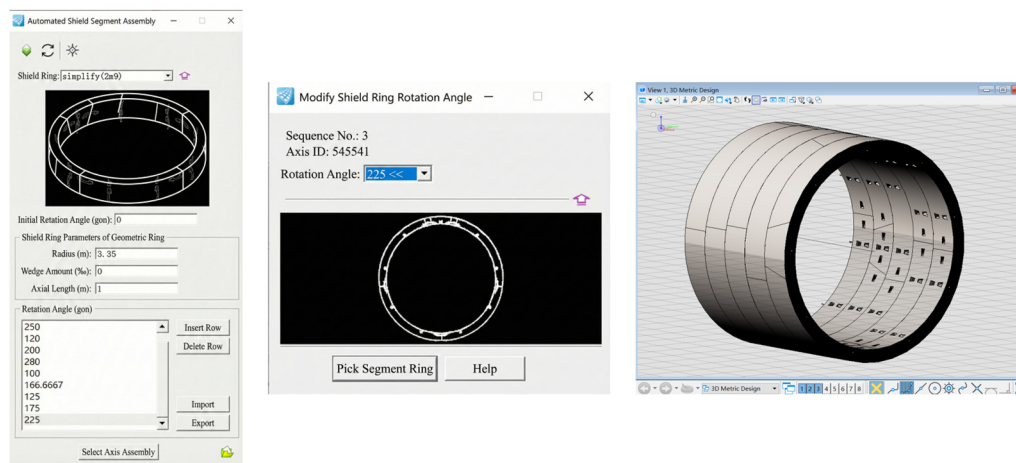 Automated Shield Segment Assembly
Shield Ring: simplify(2m9)
Initial Retation Angle (gon): 0
Shield Ring Parameters of Geometric Ring
Radius (m): 3.35
Wedge Amount (‰): 0
Axial Length (m): 1
Retation Angle (gon)
250
120
200
280
100
166.6667
125
175
225
Insert Row
Delete Row
Import
Export
Select Axis Assembly
Modify Shield Ring Rotation Angle
Sequence No.: 3
Axis ID: 545541
Rotation Angle: 225 <<
Pick Segment Ring
Help
View 1, 3D Metric Design
3D Metric Design
1 2 3 4 5 6 7 8